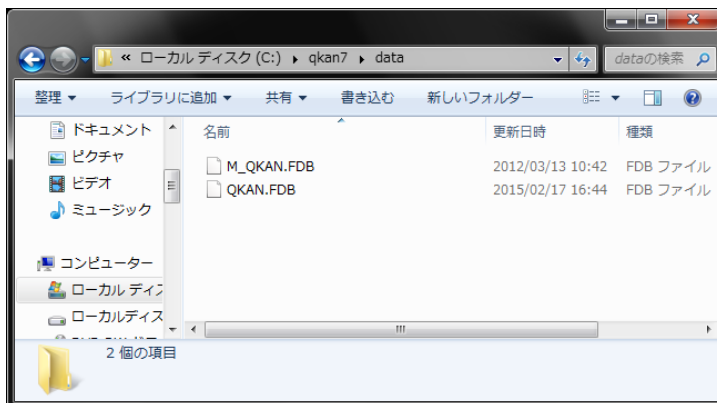 « ローカル ディスク (C:) ▸ qkan7 ▸ data
dataの検索
整理 ライブラリに追加 共有 書き込む 新しいフォルダー
名前 更新日時 種類
M_QKAN.FDB 2012/03/13 10:42 FDB ファイル
QKAN.FDB 2015/02/17 16:44 FDB ファイル
ドキュメント
ピクチャ
ビデオ
ミュージック
コンピューター
ローカル ディス
ローカルディス
2 個の項目